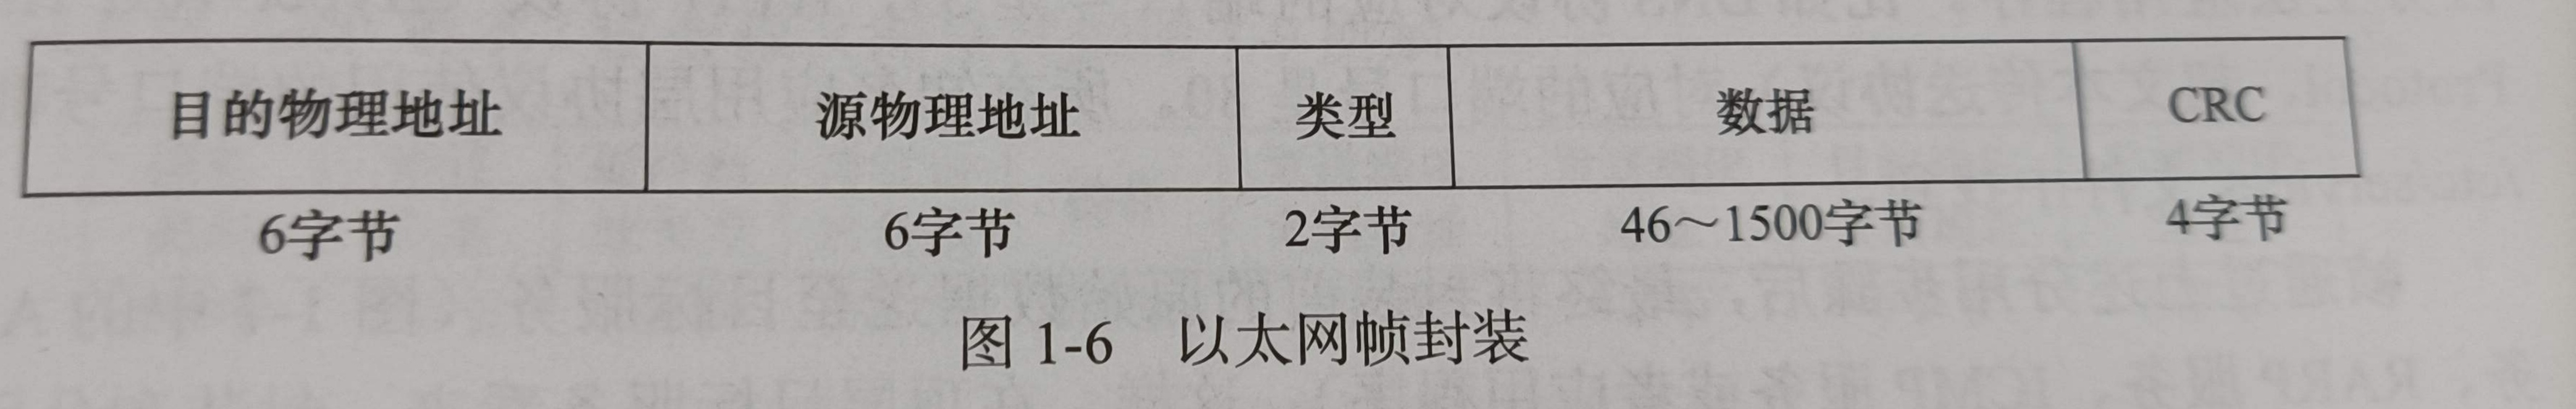 目的物理地址 源物理地址 类型 数据 CRC
6字节 6字节 2字节 46～1500字节 4字节
图 1-6 以太网帧封装